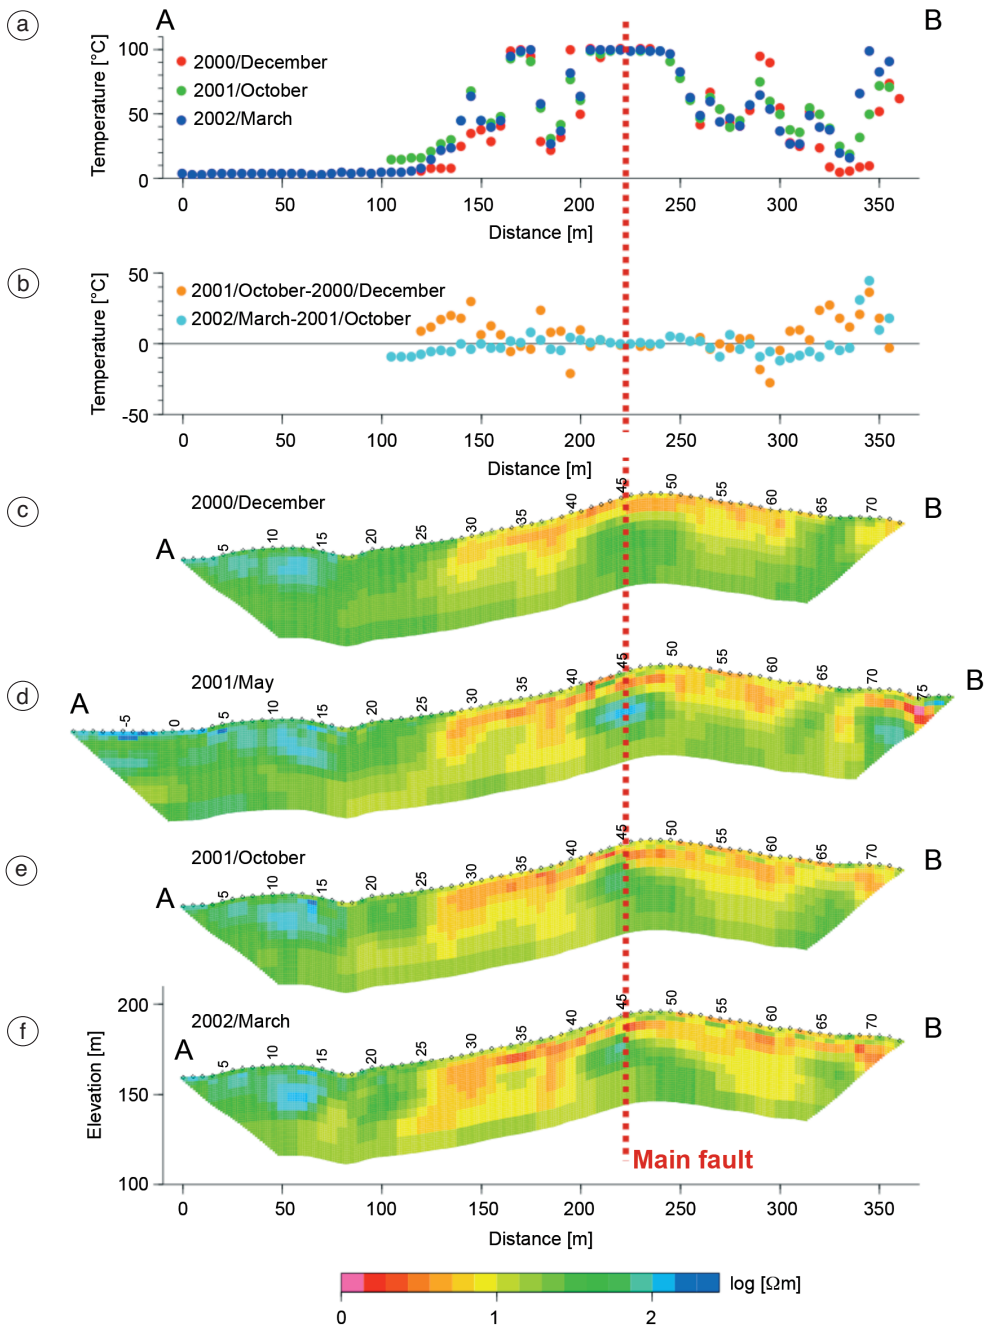 a
A
B
Temperature [°C]
100
50
0
2000/December
2001/October
2002/March
0 50 100 150 200 250 300 350
Distance [m]
b
Temperature [°C]
50
0
-50
2001/October-2000/December
2002/March-2001/October
0 50 100 150 200 250 300 350
Distance [m]
c
2000/December
A
B
5 10 15 20 25 30 35 40 45 50 55 60 65 70
d
2001/May
A
B
-5 0 5 10 15 20 25 30 35 40 45 50 55 60 65 70 75
e
2001/October
A
B
5 10 15 20 25 30 35 40 45 50 55 60 65 70
f
2002/March
A
B
5 10 15 20 25 30 35 40 45 50 55 60 65 70
Elevation [m]
200
150
100
Main fault
0 50 100 150 200 250 300 350
Distance [m]
log [Ωm]
0 1 2